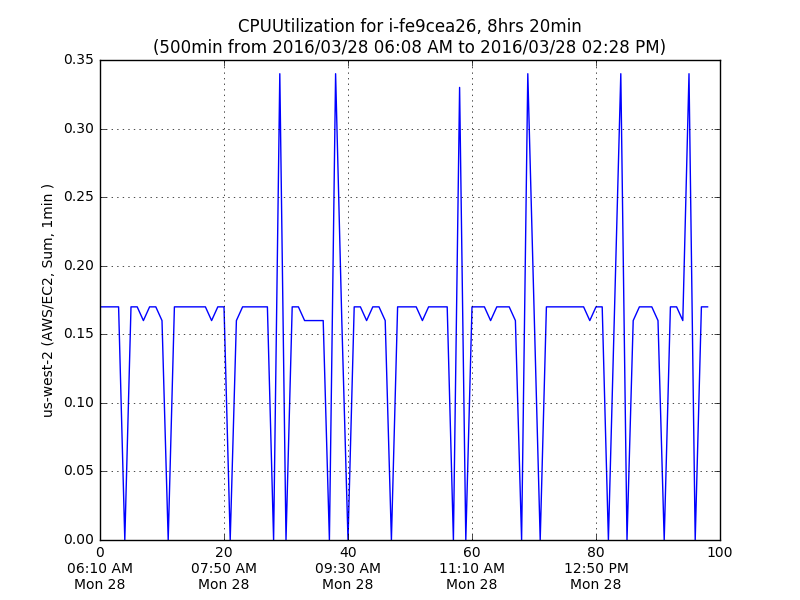 CPUUtilization for i-fe9cea26, 8hrs 20min
(500min from 2016/03/28 06:08 AM to 2016/03/28 02:28 PM)
us-west-2 (AWS/EC2, Sum, 1min )
0.35
0.30
0.25
0.20
0.15
0.10
0.05
0.00
0 20 40 60 80 100
06:10 AM 07:50 AM 09:30 AM 11:10 AM 12:50 PM
Mon 28 Mon 28 Mon 28 Mon 28 Mon 28